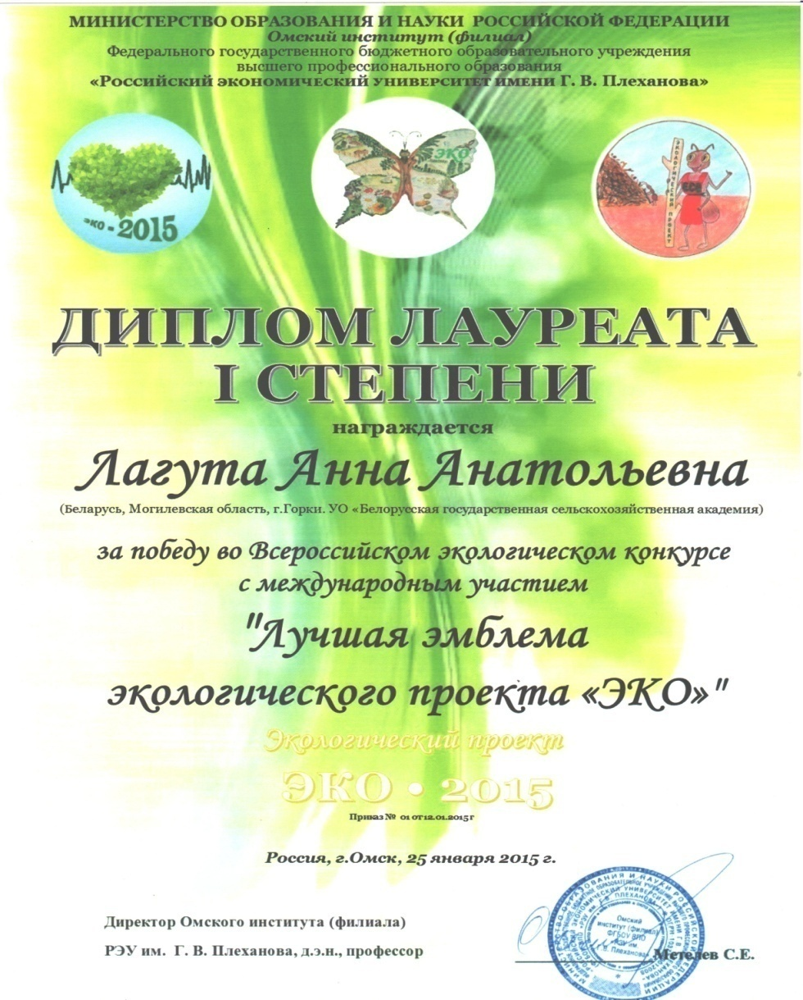 МИНИСТЕРСТВО ОБРАЗОВАНИЯ И НАУКИ РОССИЙСКОЙ ФЕДЕРАЦИИ
Омский институт (филиал)
Федерального государственного бюджетного образовательного учреждения
высшего профессионального образования
«Российский экономический университет имени Г. В. Плеханова»
эко - 2015
эко
ЭКОЛОГИЧЕСКИЙ ПРОЕКТ
ДИПЛОМ ЛАУРЕАТА
I СТЕПЕНИ
награждается
Лагута Анна Анатольевна
(Беларусь, Могилевская область, г.Горки. УО «Белорусская государственная сельскохозяйственная академия)
за победу во Всероссийском экологическом конкурсе
с международным участием
"Лучшая эмблема
экологического проекта «ЭКО»"
Экологический проект
ЭКО • 2015
Приказ № 01 от 12.01.2015 г
Россия, г.Омск, 25 января 2015 г.
Директор Омского института (филиала)
РЭУ им. Г. В. Плеханова, д.э.н., профессор
Метелев С.Е.
Омский
институт (филиал)
ФГБОУ ВПО
«РЭУ им.
Г. В. Плеханова»